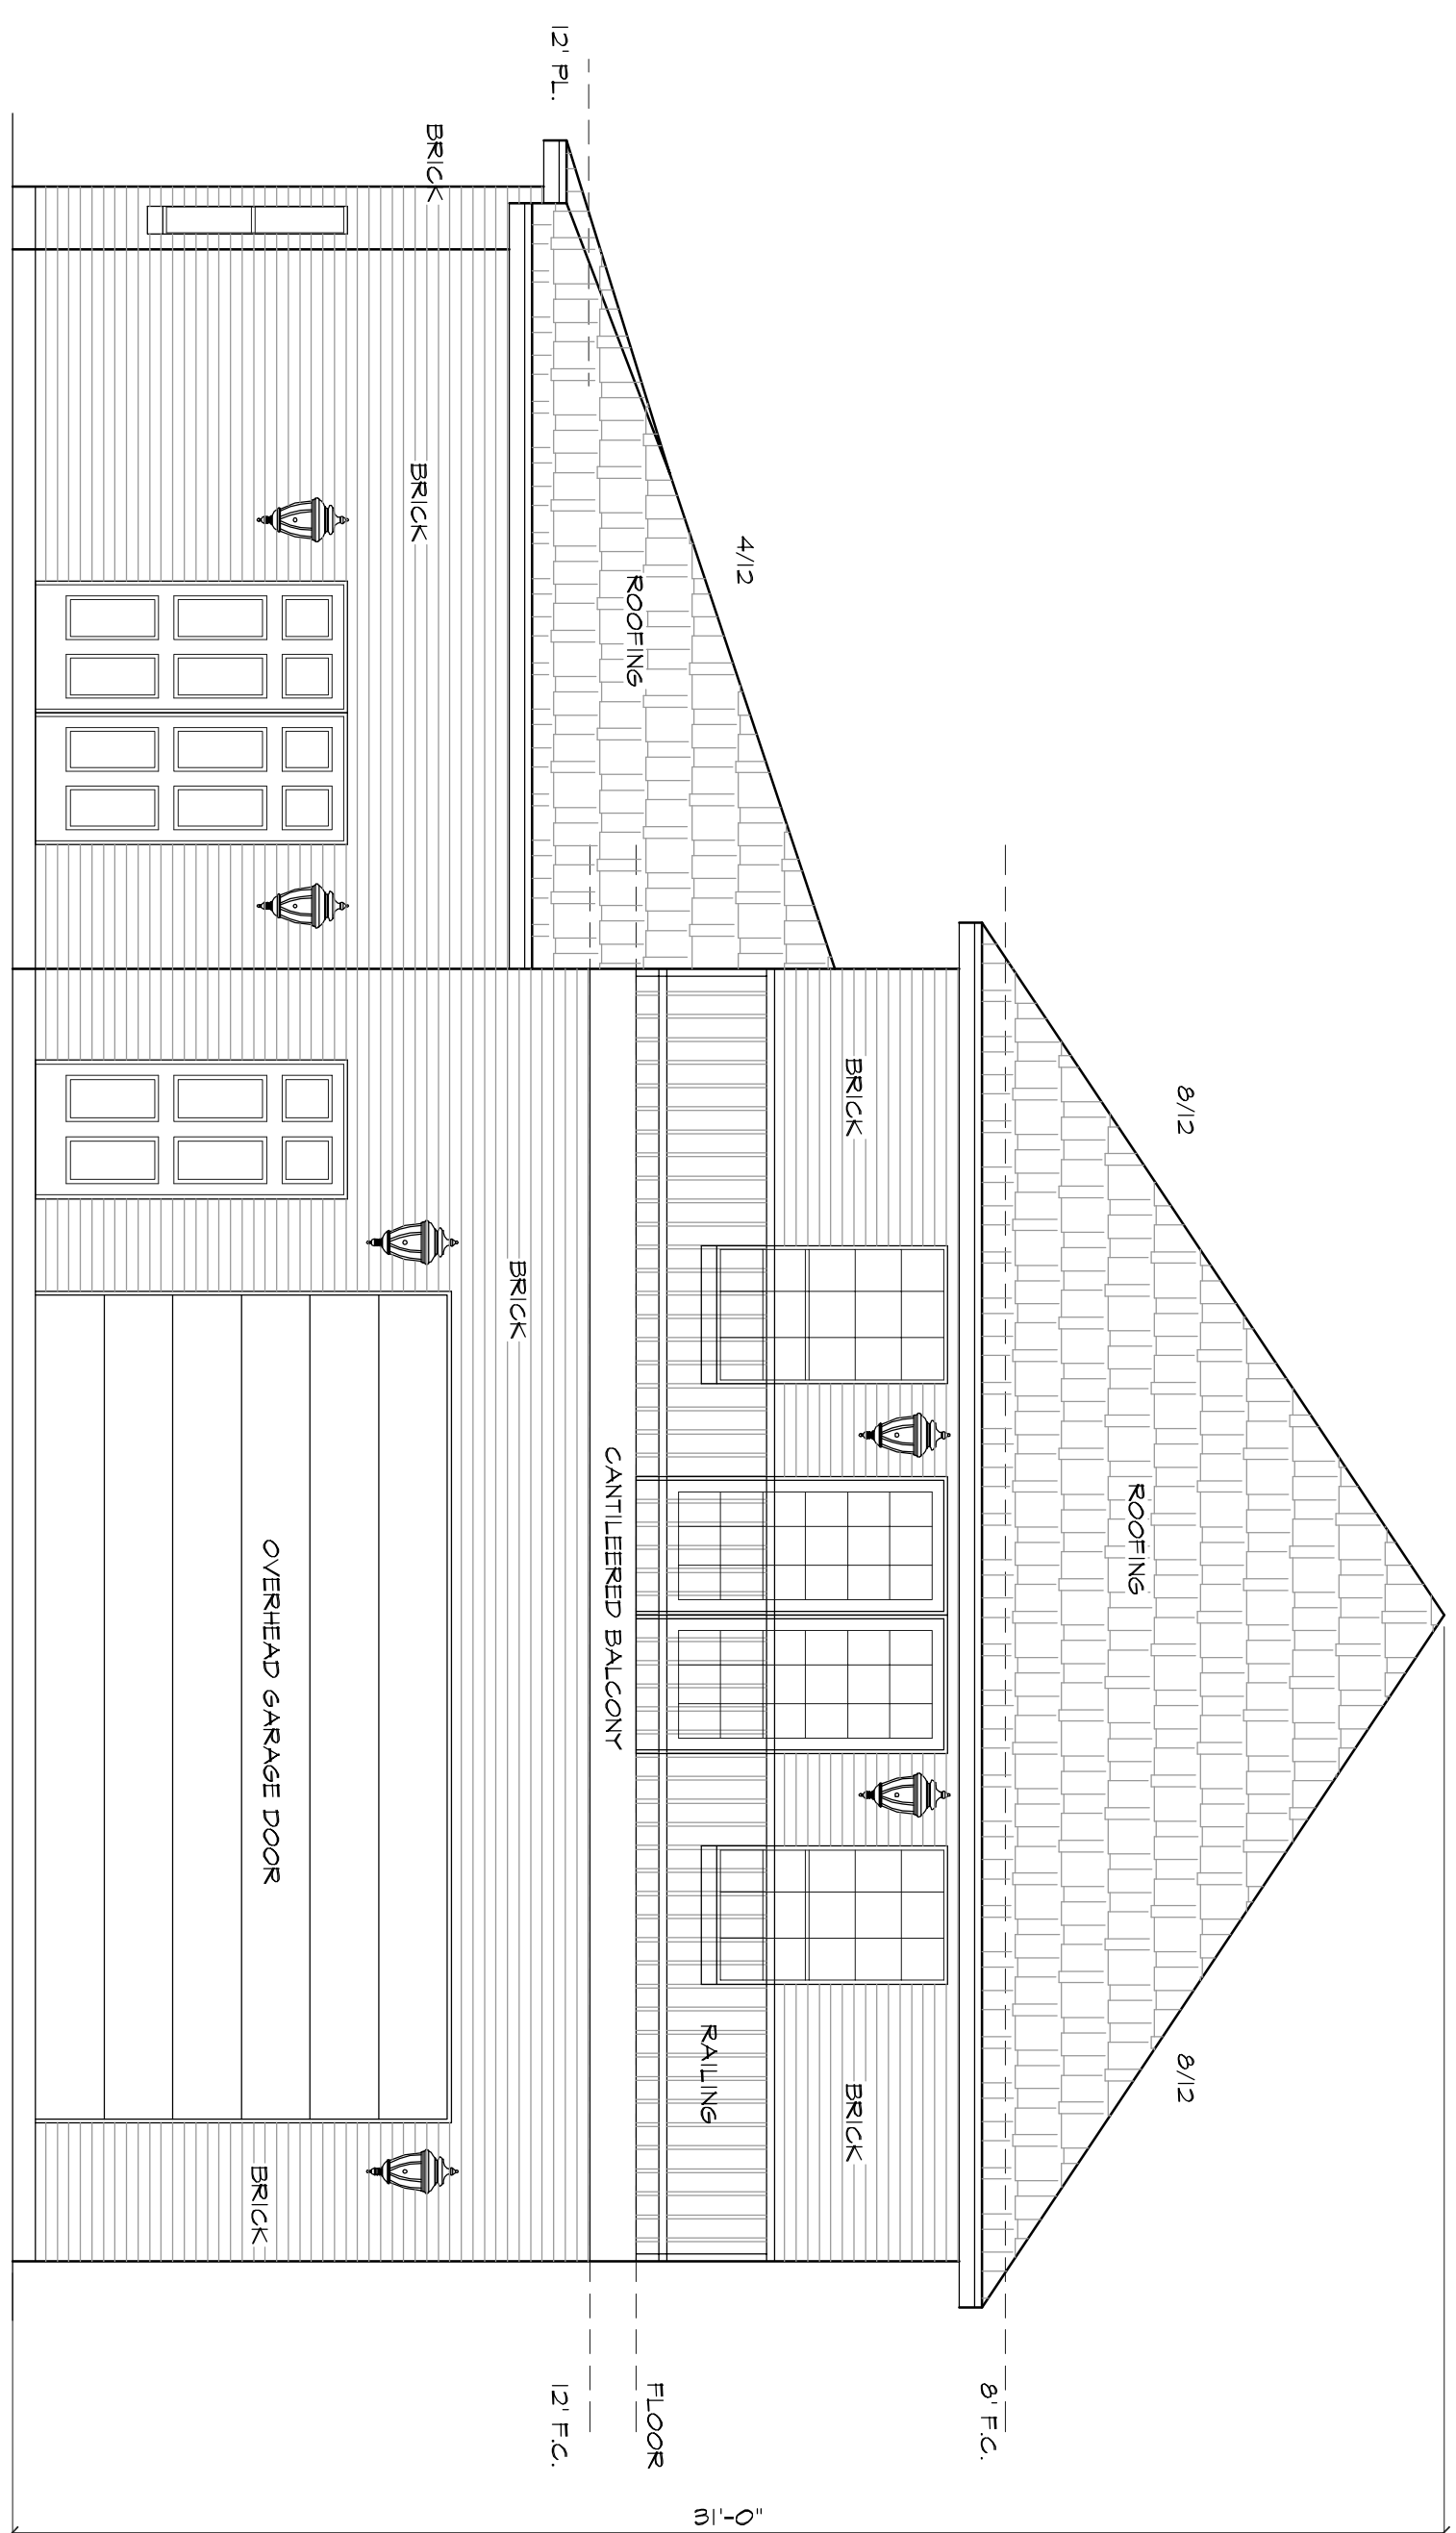 8/12
8/12
ROOFING
8' F.C.
4/12
BRICK
BRICK
RAILING
ROOFING
FLOOR
CANTILEERED BALCONY
12' PL.
12' F.C.
BRICK
BRICK
BRICK
OVERHEAD GARAGE DOOR
BRICK
31'-0"